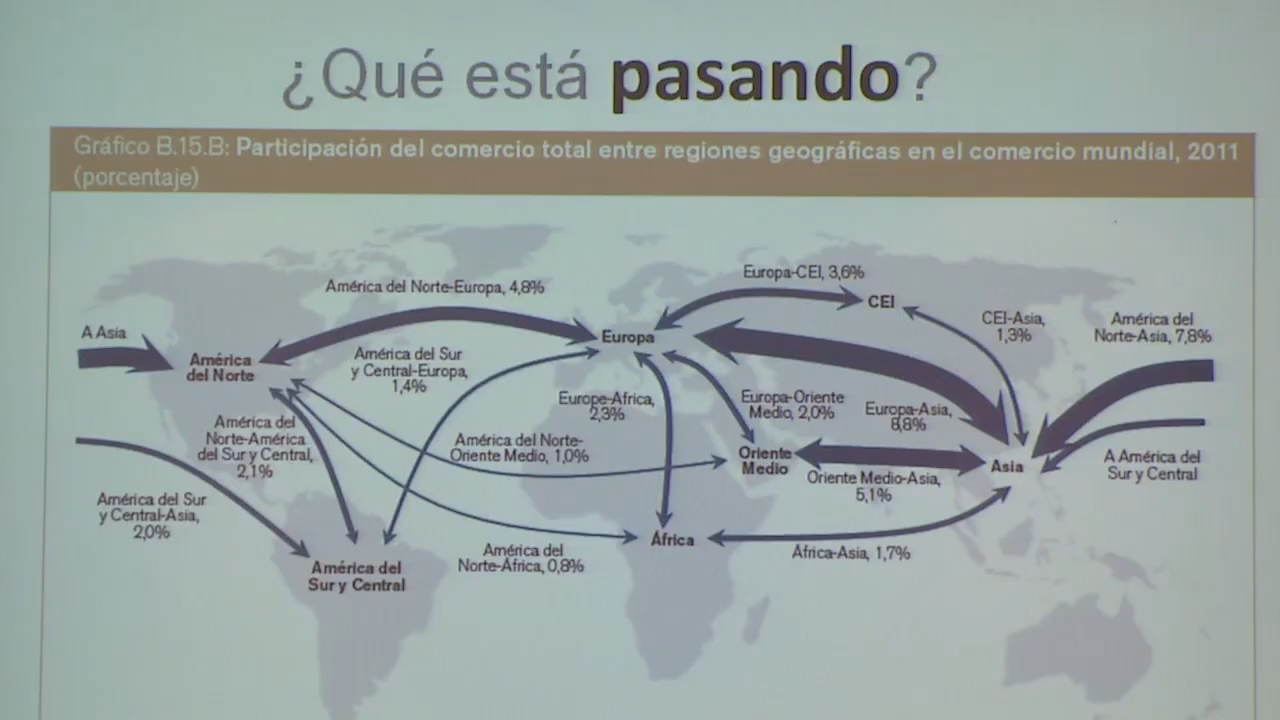 ¿Qué está pasando?
Gráfico B.15.B: Participación del comercio total entre regiones geográficas en el comercio mundial, 2011
(porcentaje)
Europa-CEI, 3,6%
América del Norte-Europa, 4,8%
CEI
A Asia
CEI-Asia,
1,3%
América del
Norte-Asia, 7,8%
Europa
América
del Norte
América del Sur
y Central-Europa,
1,4%
Europe-Africa,
2,3%
Europa-Oriente
Medio, 2,0%
Europa-Asia,
8,8%
América del
Norte-América
del Sur y Central,
2,1%
América del Norte-
Oriente Medio, 1,0%
Oriente
Medio
Asia
A América del
Sur y Central
Oriente Medio-Asia,
5,1%
América del Sur
y Central-Asia,
2,0%
África
América del
Norte-África, 0,8%
África-Asia, 1,7%
América del
Sur y Central